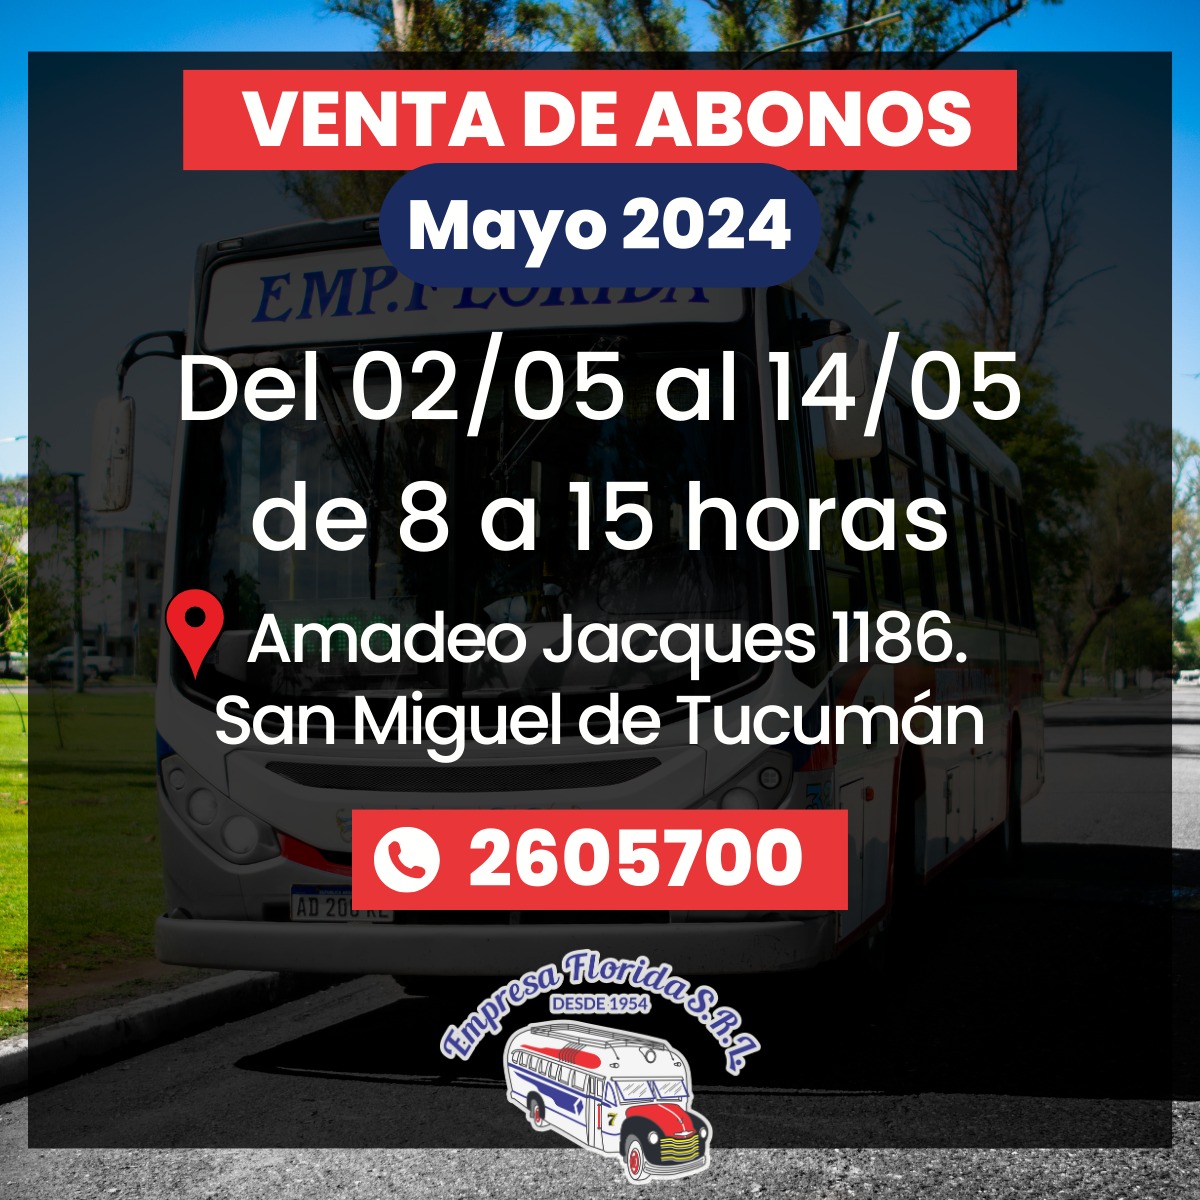 VENTA DE ABONOS
Mayo 2024
EMP. FLORIDA
Del 02/05 al 14/05
de 8 a 15 horas
Amadeo Jacques 1186.
San Miguel de Tucumán
2605700
AD 200
Empresa Florida S.R.L.
DESDE 1954
7